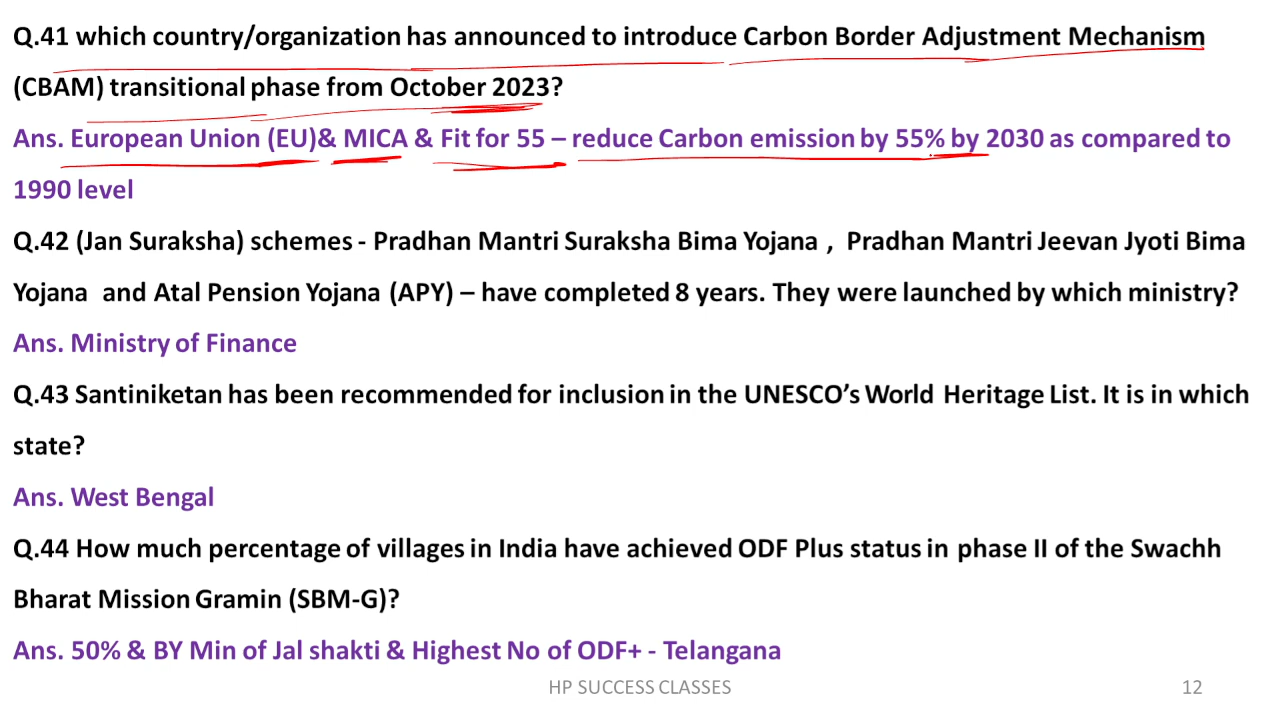 Q.41 which country/organization has announced to introduce Carbon Border Adjustment Mechanism
(CBAM) transitional phase from October 2023?
Ans. European Union (EU)& MICA & Fit for 55 – reduce Carbon emission by 55% by 2030 as compared to
1990 level
Q.42 (Jan Suraksha) schemes - Pradhan Mantri Suraksha Bima Yojana , Pradhan Mantri Jeevan Jyoti Bima
Yojana and Atal Pension Yojana (APY) – have completed 8 years. They were launched by which ministry?
Ans. Ministry of Finance
Q.43 Santiniketan has been recommended for inclusion in the UNESCO’s World Heritage List. It is in which
state?
Ans. West Bengal
Q.44 How much percentage of villages in India have achieved ODF Plus status in phase II of the Swachh
Bharat Mission Gramin (SBM-G)?
Ans. 50% & BY Min of Jal shakti & Highest No of ODF+ - Telangana
HP SUCCESS CLASSES 12